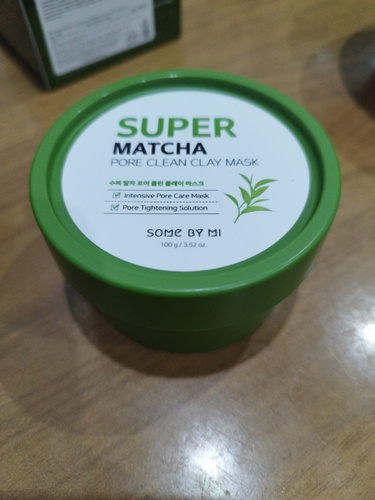 SUPER
MATCHA
PORE CLEAN CLAY MASK
수퍼 말차 포어 클린 클레이 마스크
Intensive Pore Care Mask
Pore Tightening Solution
SOME BY MI
100 g / 3.52 oz.